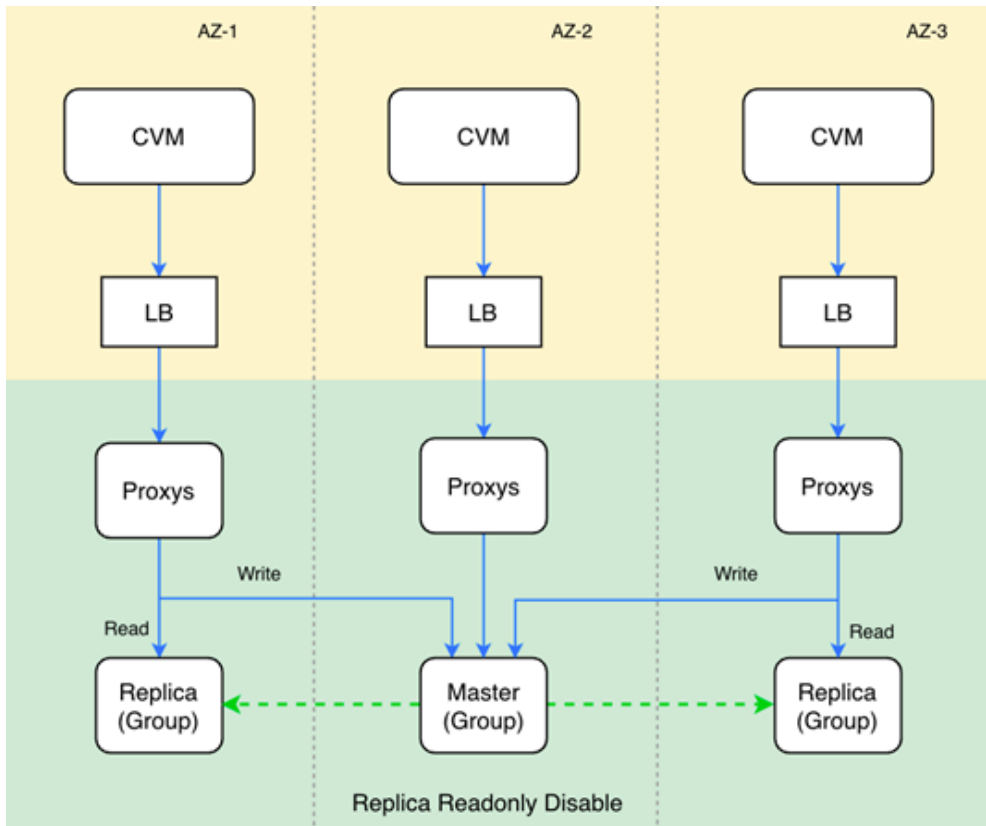 AZ-1
AZ-2
AZ-3
CVM
CVM
CVM
LB
LB
LB
Proxys
Proxys
Proxys
Write
Write
Read
Read
Replica
(Group)
Master
(Group)
Replica
(Group)
Replica Readonly Disable